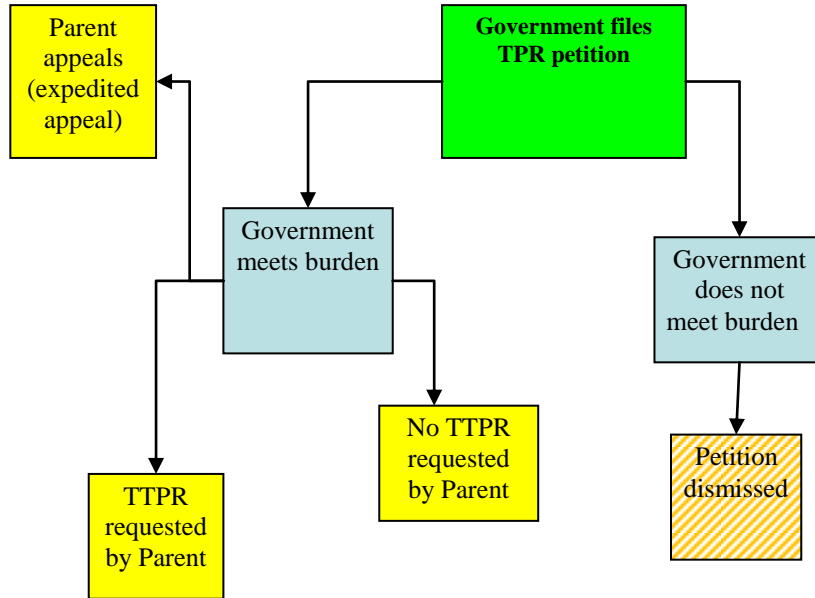 Parent
appeals
(expedited
appeal)
Government files
TPR petition
Government
meets burden
Government
does not
meet burden
No TTPR
requested
by Parent
Petition
dismissed
TTPR
requested
by Parent